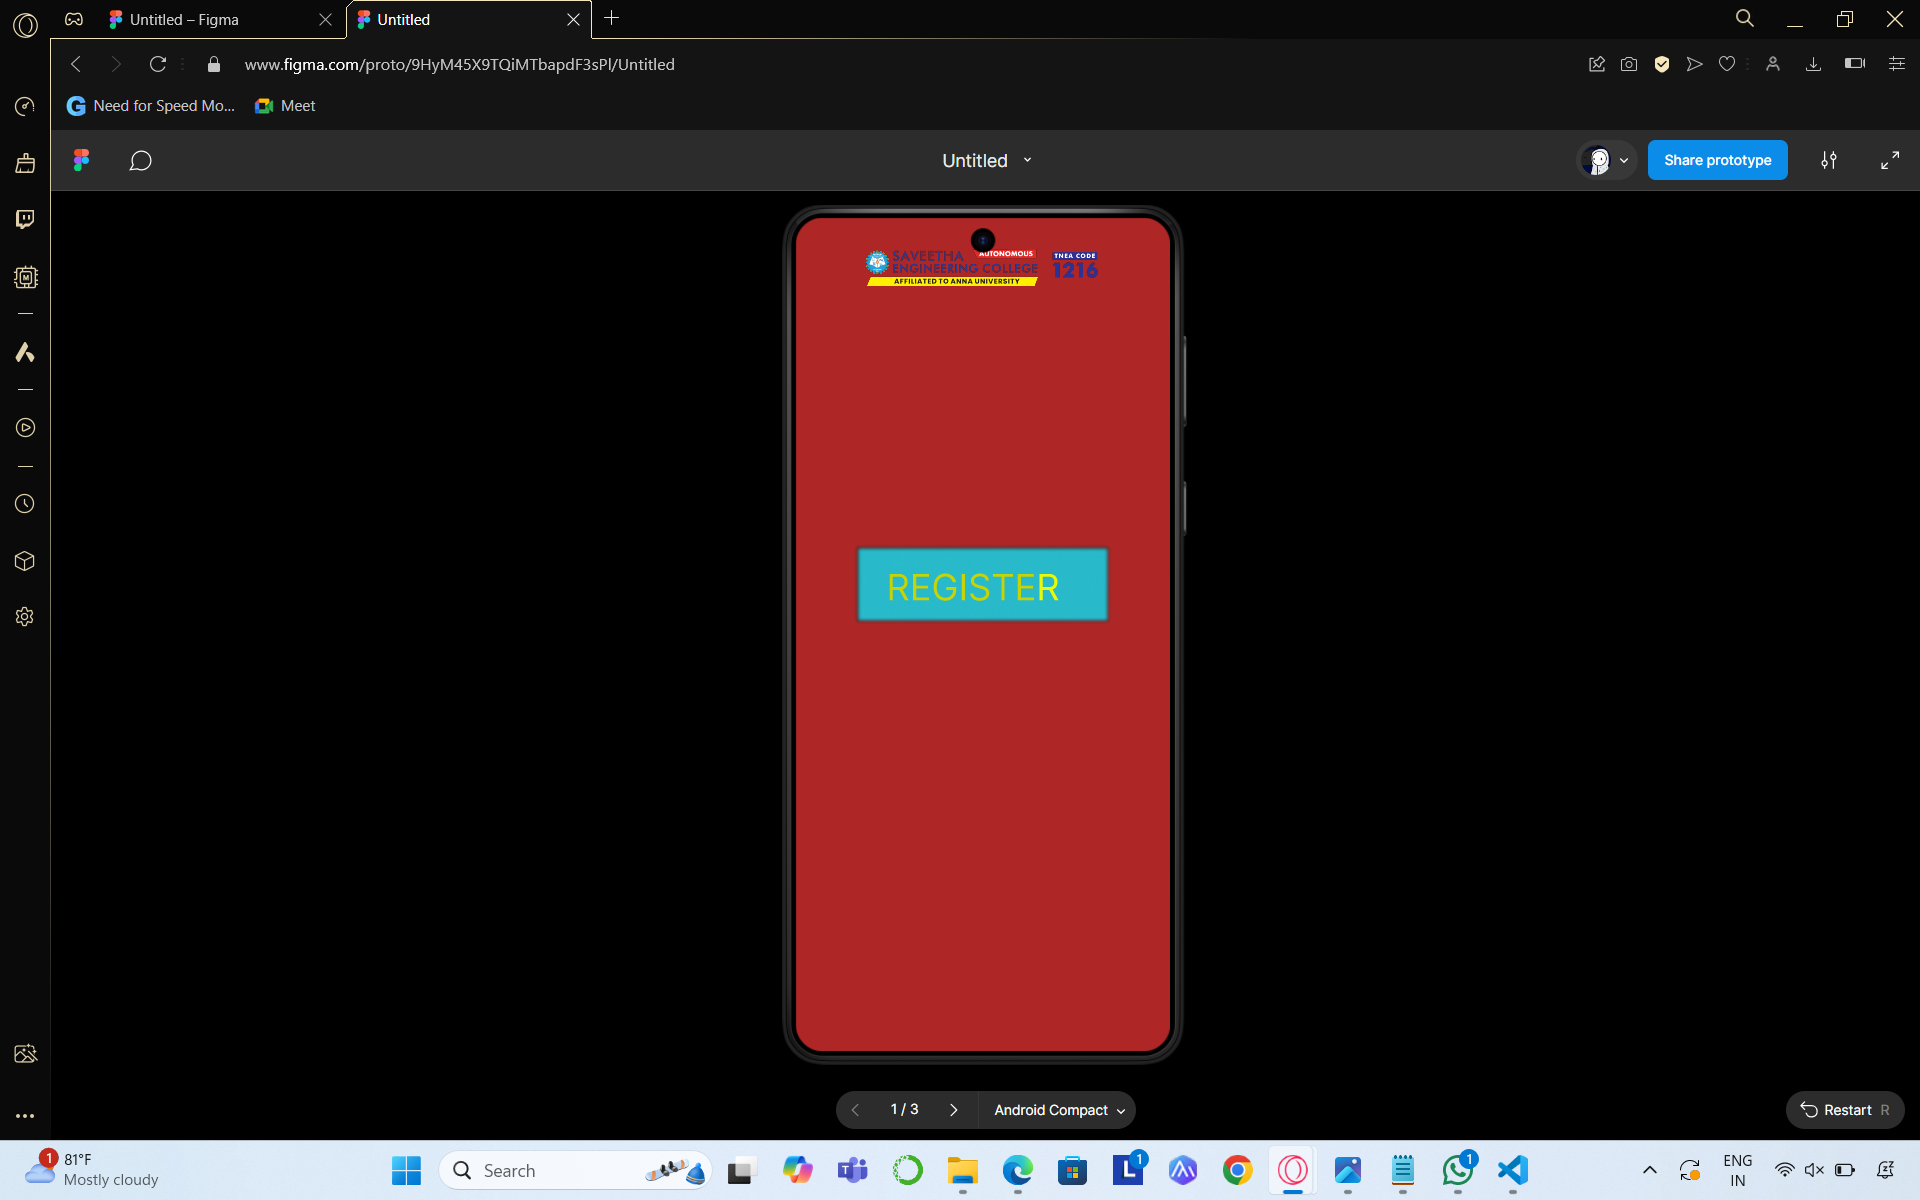 Untitled – Figma
Untitled
www.figma.com/proto/9HyM45X9TQiMTbapdF3sPl/Untitled
Need for Speed Mo...
Meet
Untitled
Share prototype
SAVEETHA AUTONOMOUS
ENGINEERING COLLEGE
AFFILIATED TO ANNA UNIVERSITY
TNEA CODE
1216
REGISTER
1 / 3
Android Compact
Restart R
1
81°F
Mostly cloudy
Search
1
1
ENG
IN